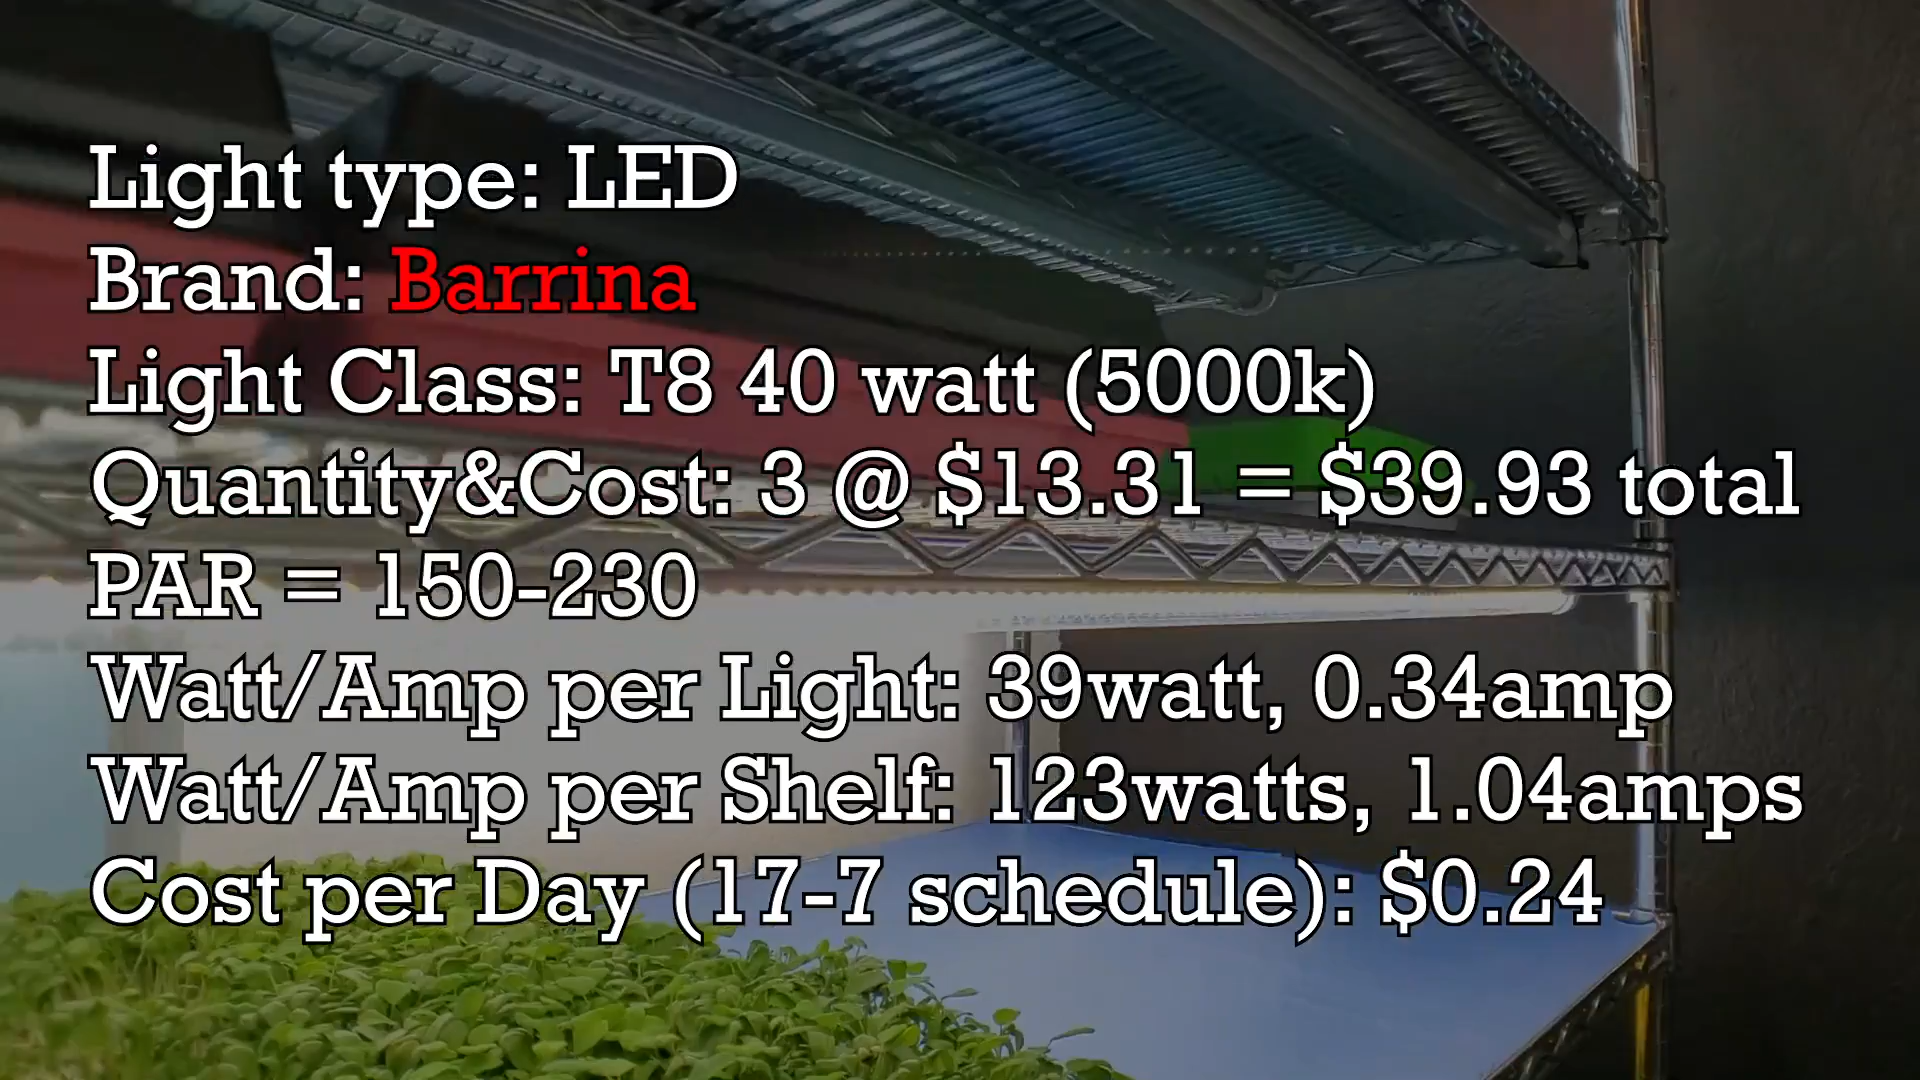 Light type: LED
Brand: Barrina
Light Class: T8 40 watt (5000k)
Quantity&Cost: 3 @ $13.31 = $39.93 total
PAR = 150-230
Watt/Amp per Light: 39watt, 0.34amp
Watt/Amp per Shelf: 123watts, 1.04amps
Cost per Day (17-7 schedule): $0.24